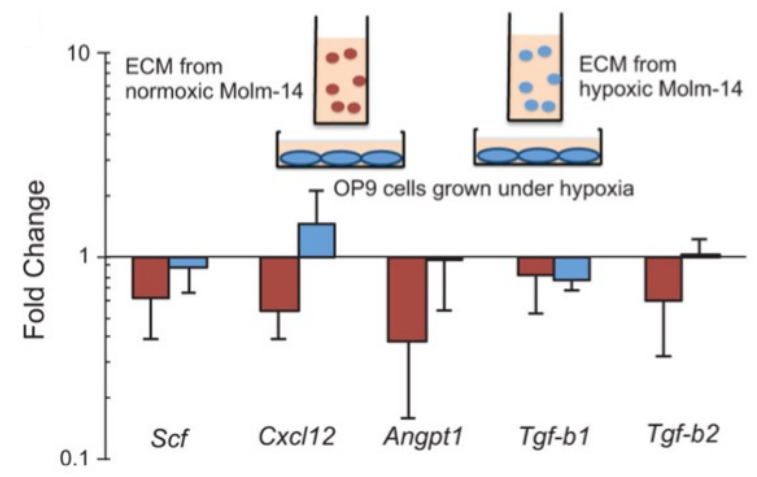 10
ECM from
normoxic Molm-14
ECM from
hypoxic Molm-14
OP9 cells grown under hypoxia
Fold Change
1
Scf
Cxcl12
Angpt1
Tgf-b1
Tgf-b2
0.1